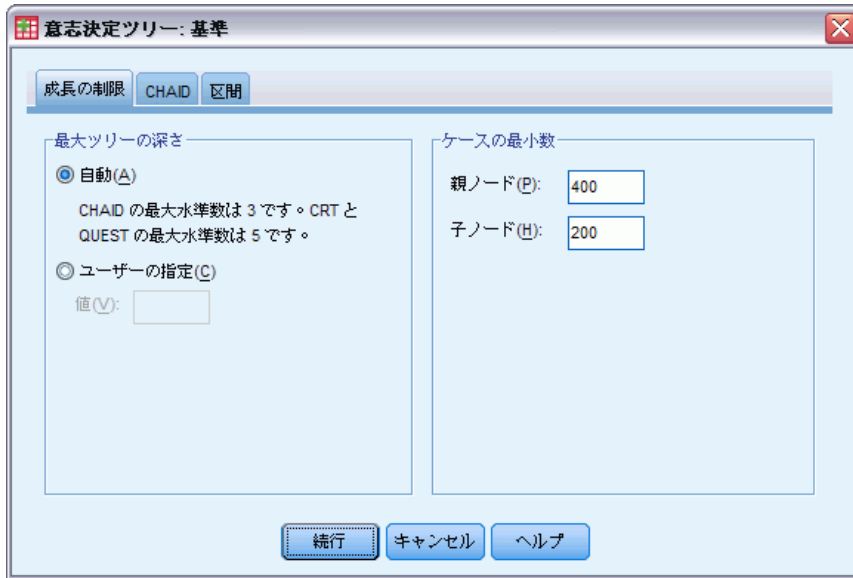 意志決定ツリー: 基準
成長の制限
CHAID
区間
最大ツリーの深さ
自動(A)
CHAID の最大水準数は 3 です。CRT と
QUEST の最大水準数は 5 です。
ユーザーの指定(C)
値(V):
ケースの最小数
親ノード(P):
400
子ノード(H):
200
続行
キャンセル
ヘルプ